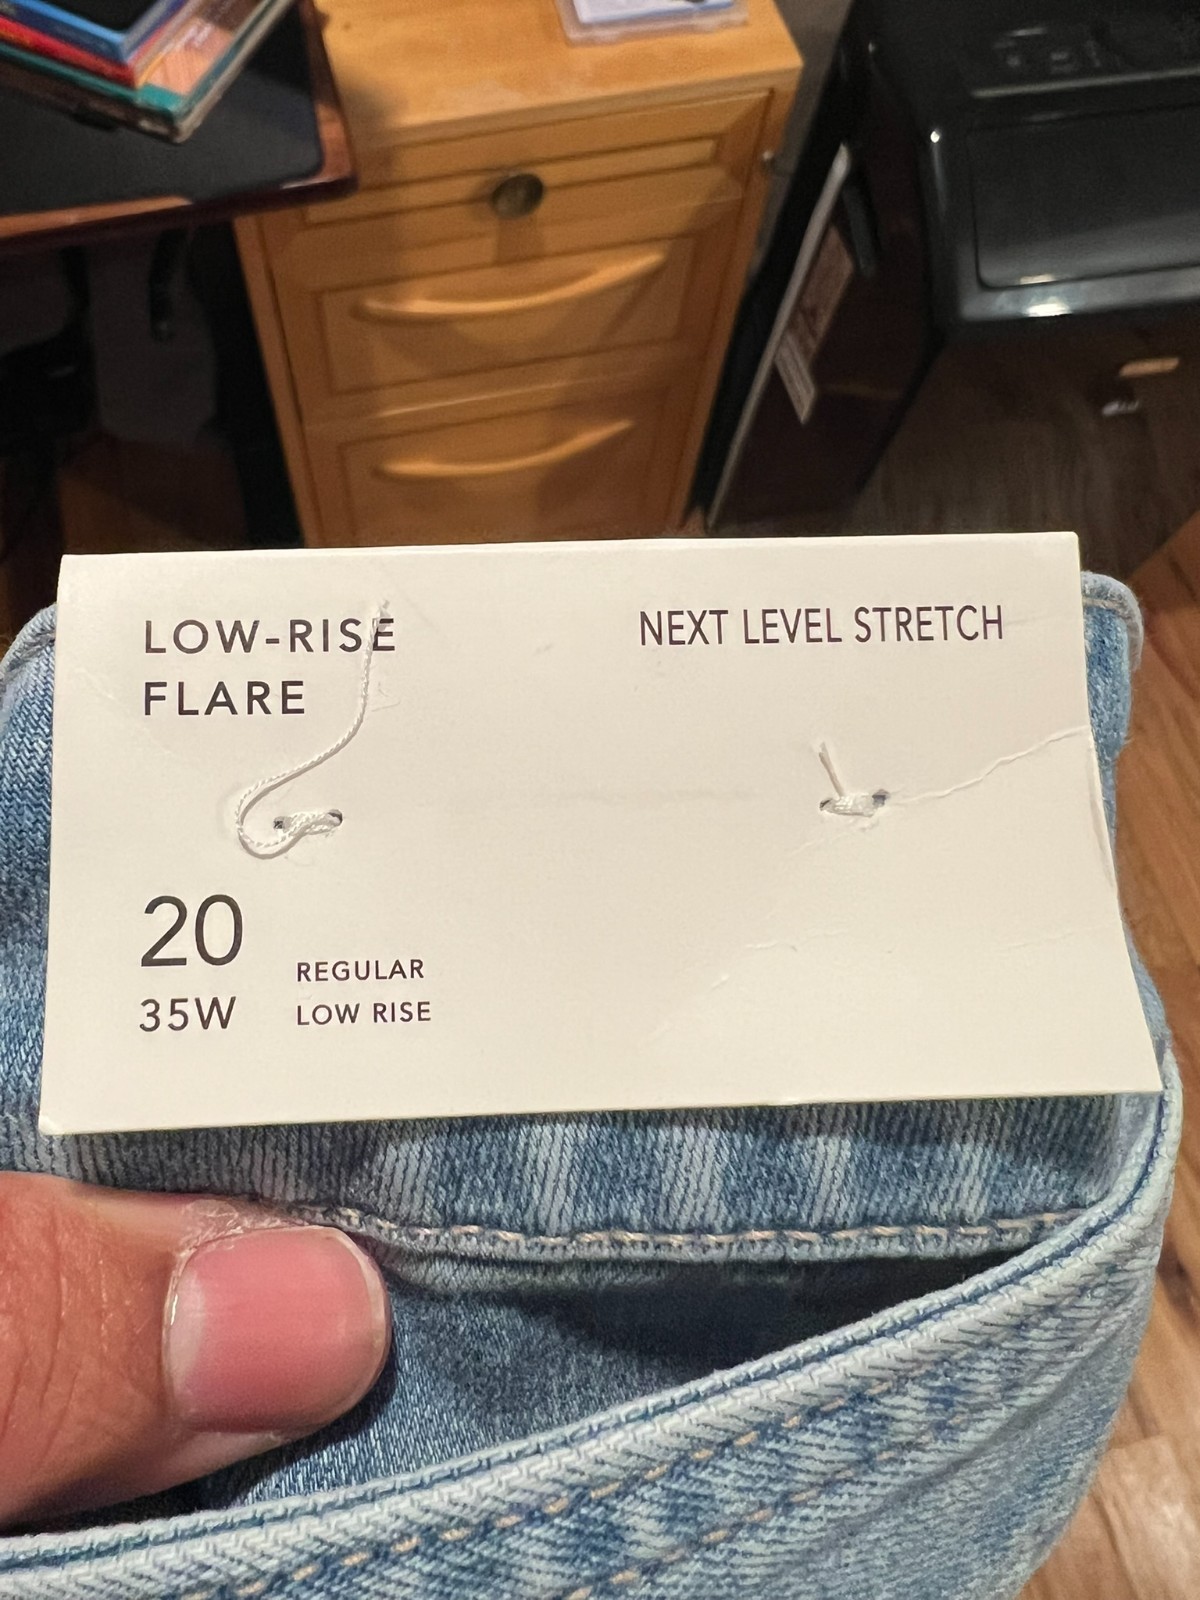 LOW-RISE
FLARE
NEXT LEVEL STRETCH
20
35W
REGULAR
LOW RISE